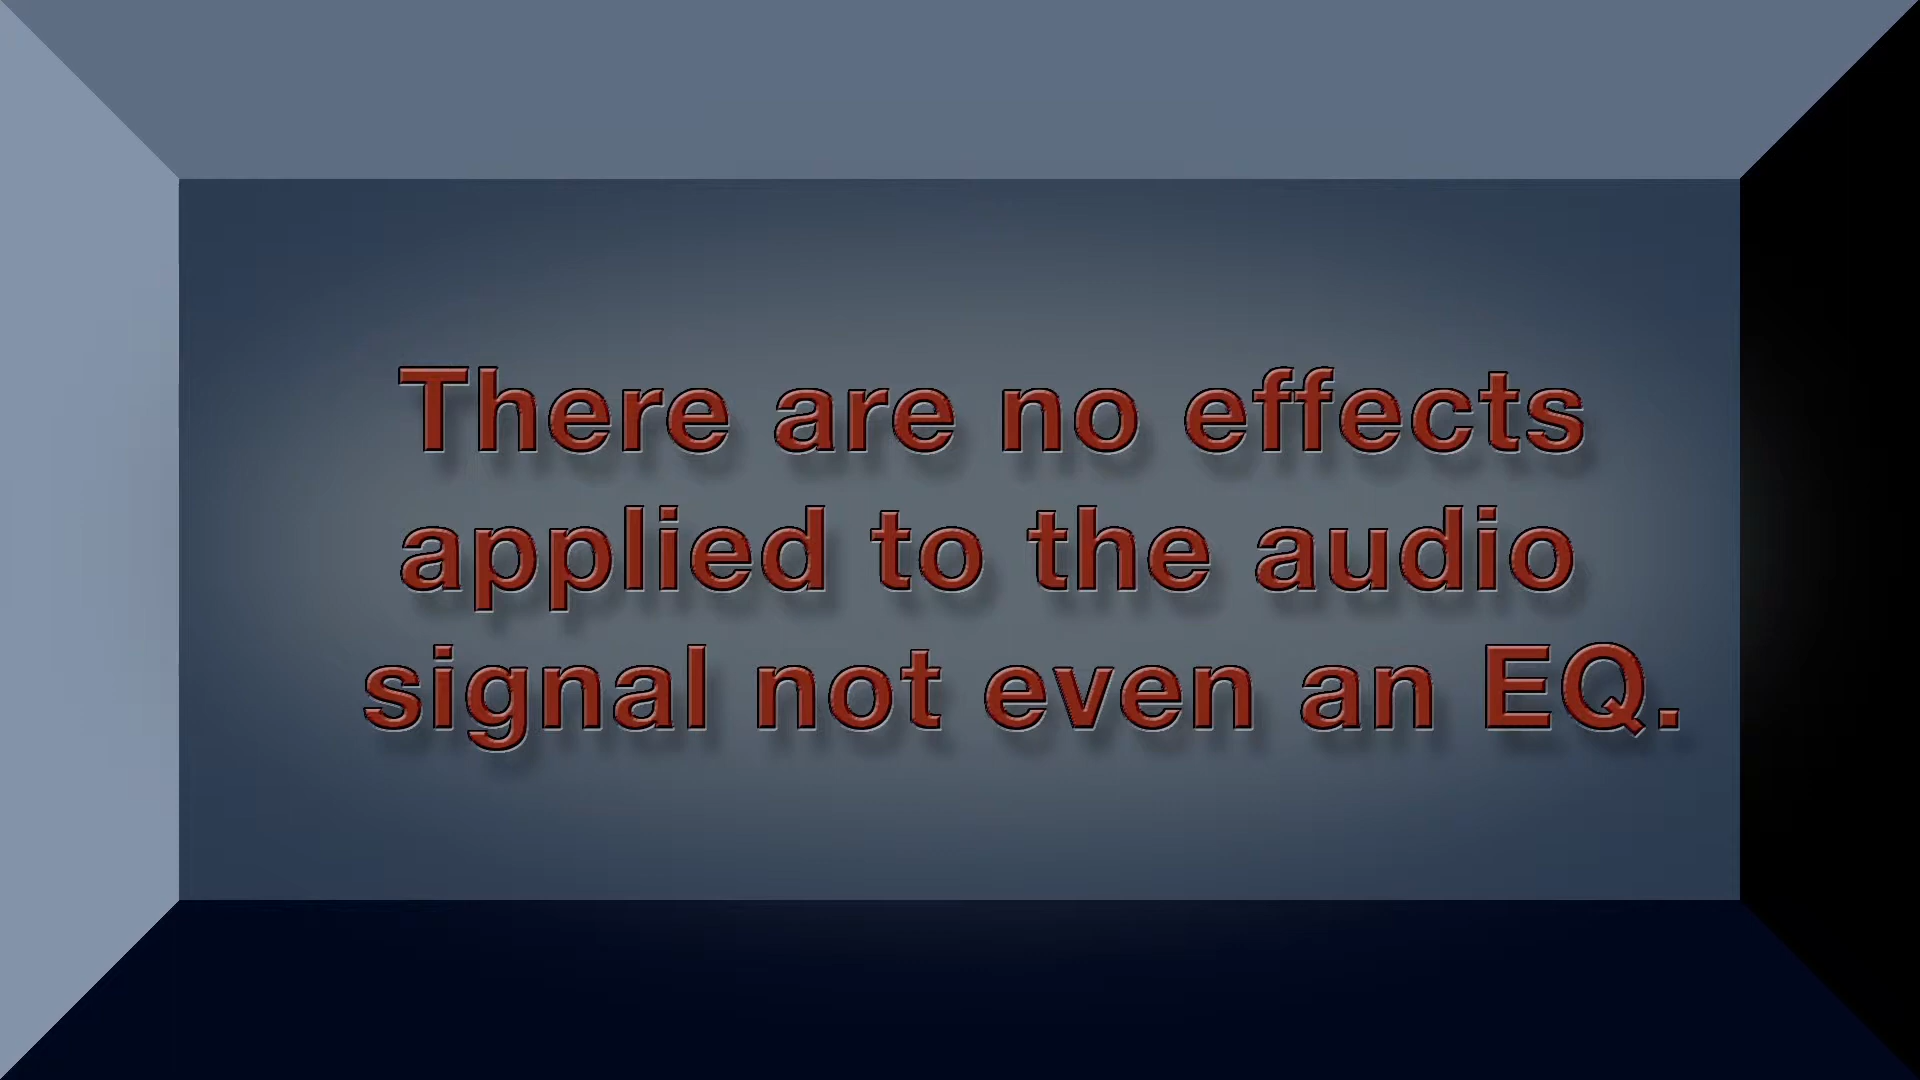 There are no effects
applied to the audio
signal not even an EQ.